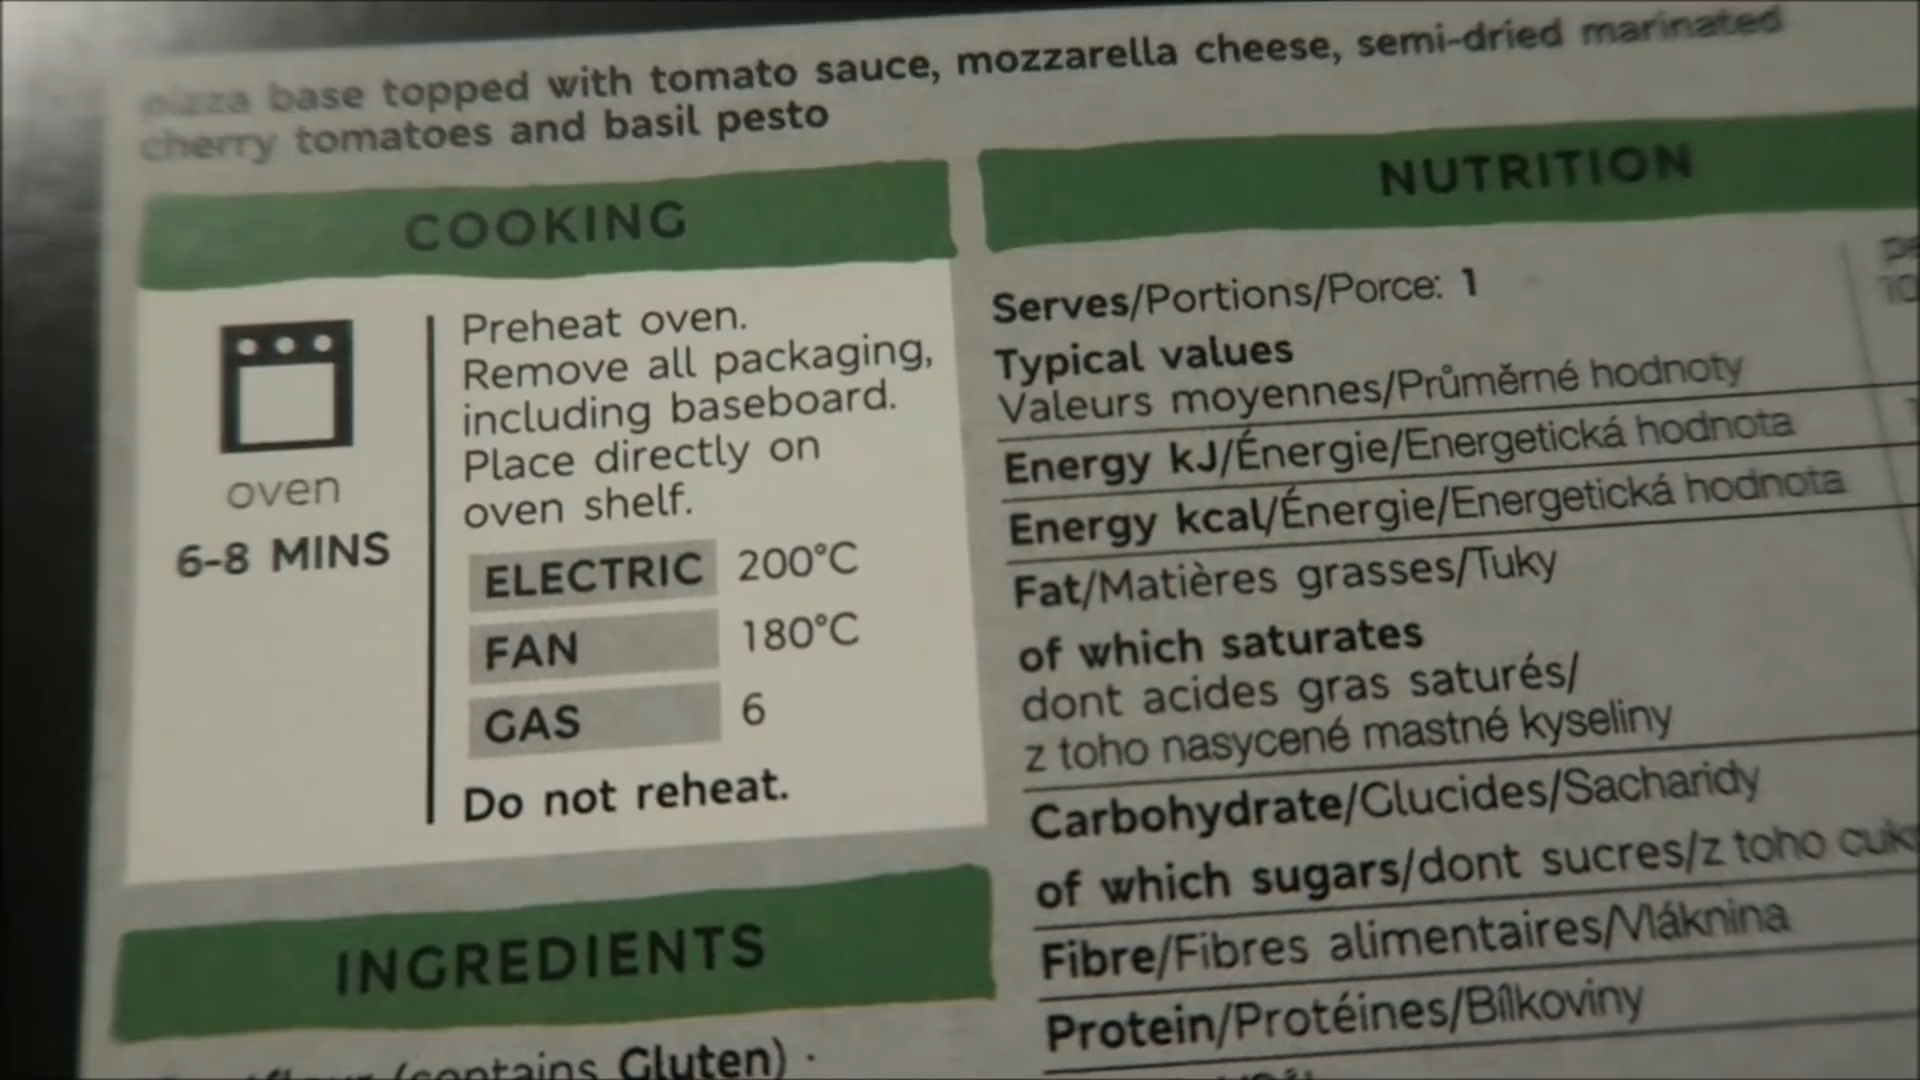 pizza base topped with tomato sauce, mozzarella cheese, semi-dried marinated
cherry tomatoes and basil pesto
COOKING
oven
6-8 MINS
Preheat oven.
Remove all packaging,
including baseboard.
Place directly on
oven shelf.
ELECTRIC 200°C
FAN 180°C
GAS 6
Do not reheat.
INGREDIENTS
(contains Gluten) ·
NUTRITION
Serves/Portions/Porce: 1
Typical values
Valeurs moyennes/Průměrné hodnoty
Energy kJ/Énergie/Energetická hodnota
Energy kcal/Énergie/Energetická hodnota
Fat/Matières grasses/Tuky
of which saturates
dont acides gras saturés/
z toho nasycené mastné kyseliny
Carbohydrate/Glucides/Sacharidy
of which sugars/dont sucres/z toho
Fibre/Fibres alimentaires/Vláknina
Protein/Protéines/Bílkoviny